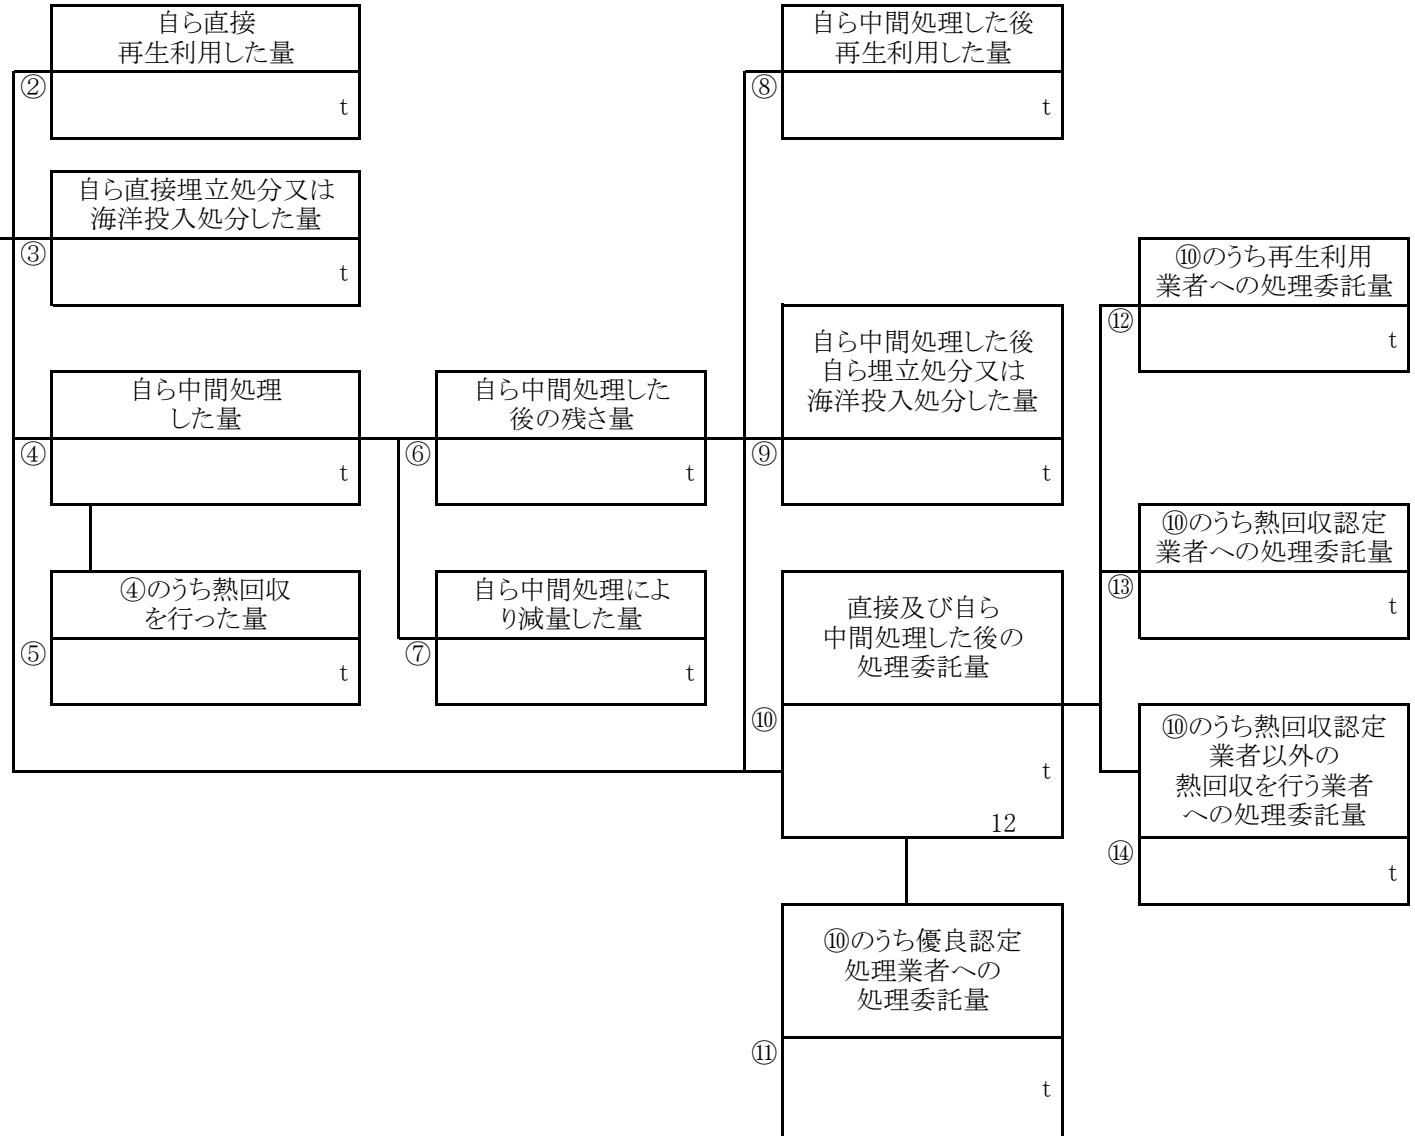 自ら直接
再生利用した量
②
t
自ら直接埋立処分又は
海洋投入処分した量
③
t
自ら中間処理
した量
④
t
④のうち熱回収
を行った量
⑤
t
自ら中間処理した
後の残さ量
⑥
t
自ら中間処理によ
り減量した量
⑦
t
自ら中間処理した後
再生利用した量
⑧
t
自ら中間処理した後
自ら埋立処分又は
海洋投入処分した量
⑨
t
直接及び自ら
中間処理した後の
処理委託量
⑩
t
12
⑩のうち優良認定
処理業者への
処理委託量
⑪
t
⑩のうち再生利用
業者への処理委託量
⑫
t
⑩のうち熱回収認定
業者への処理委託量
⑬
t
⑩のうち熱回収認定
業者以外の
熱回収を行う業者
への処理委託量
⑭
t